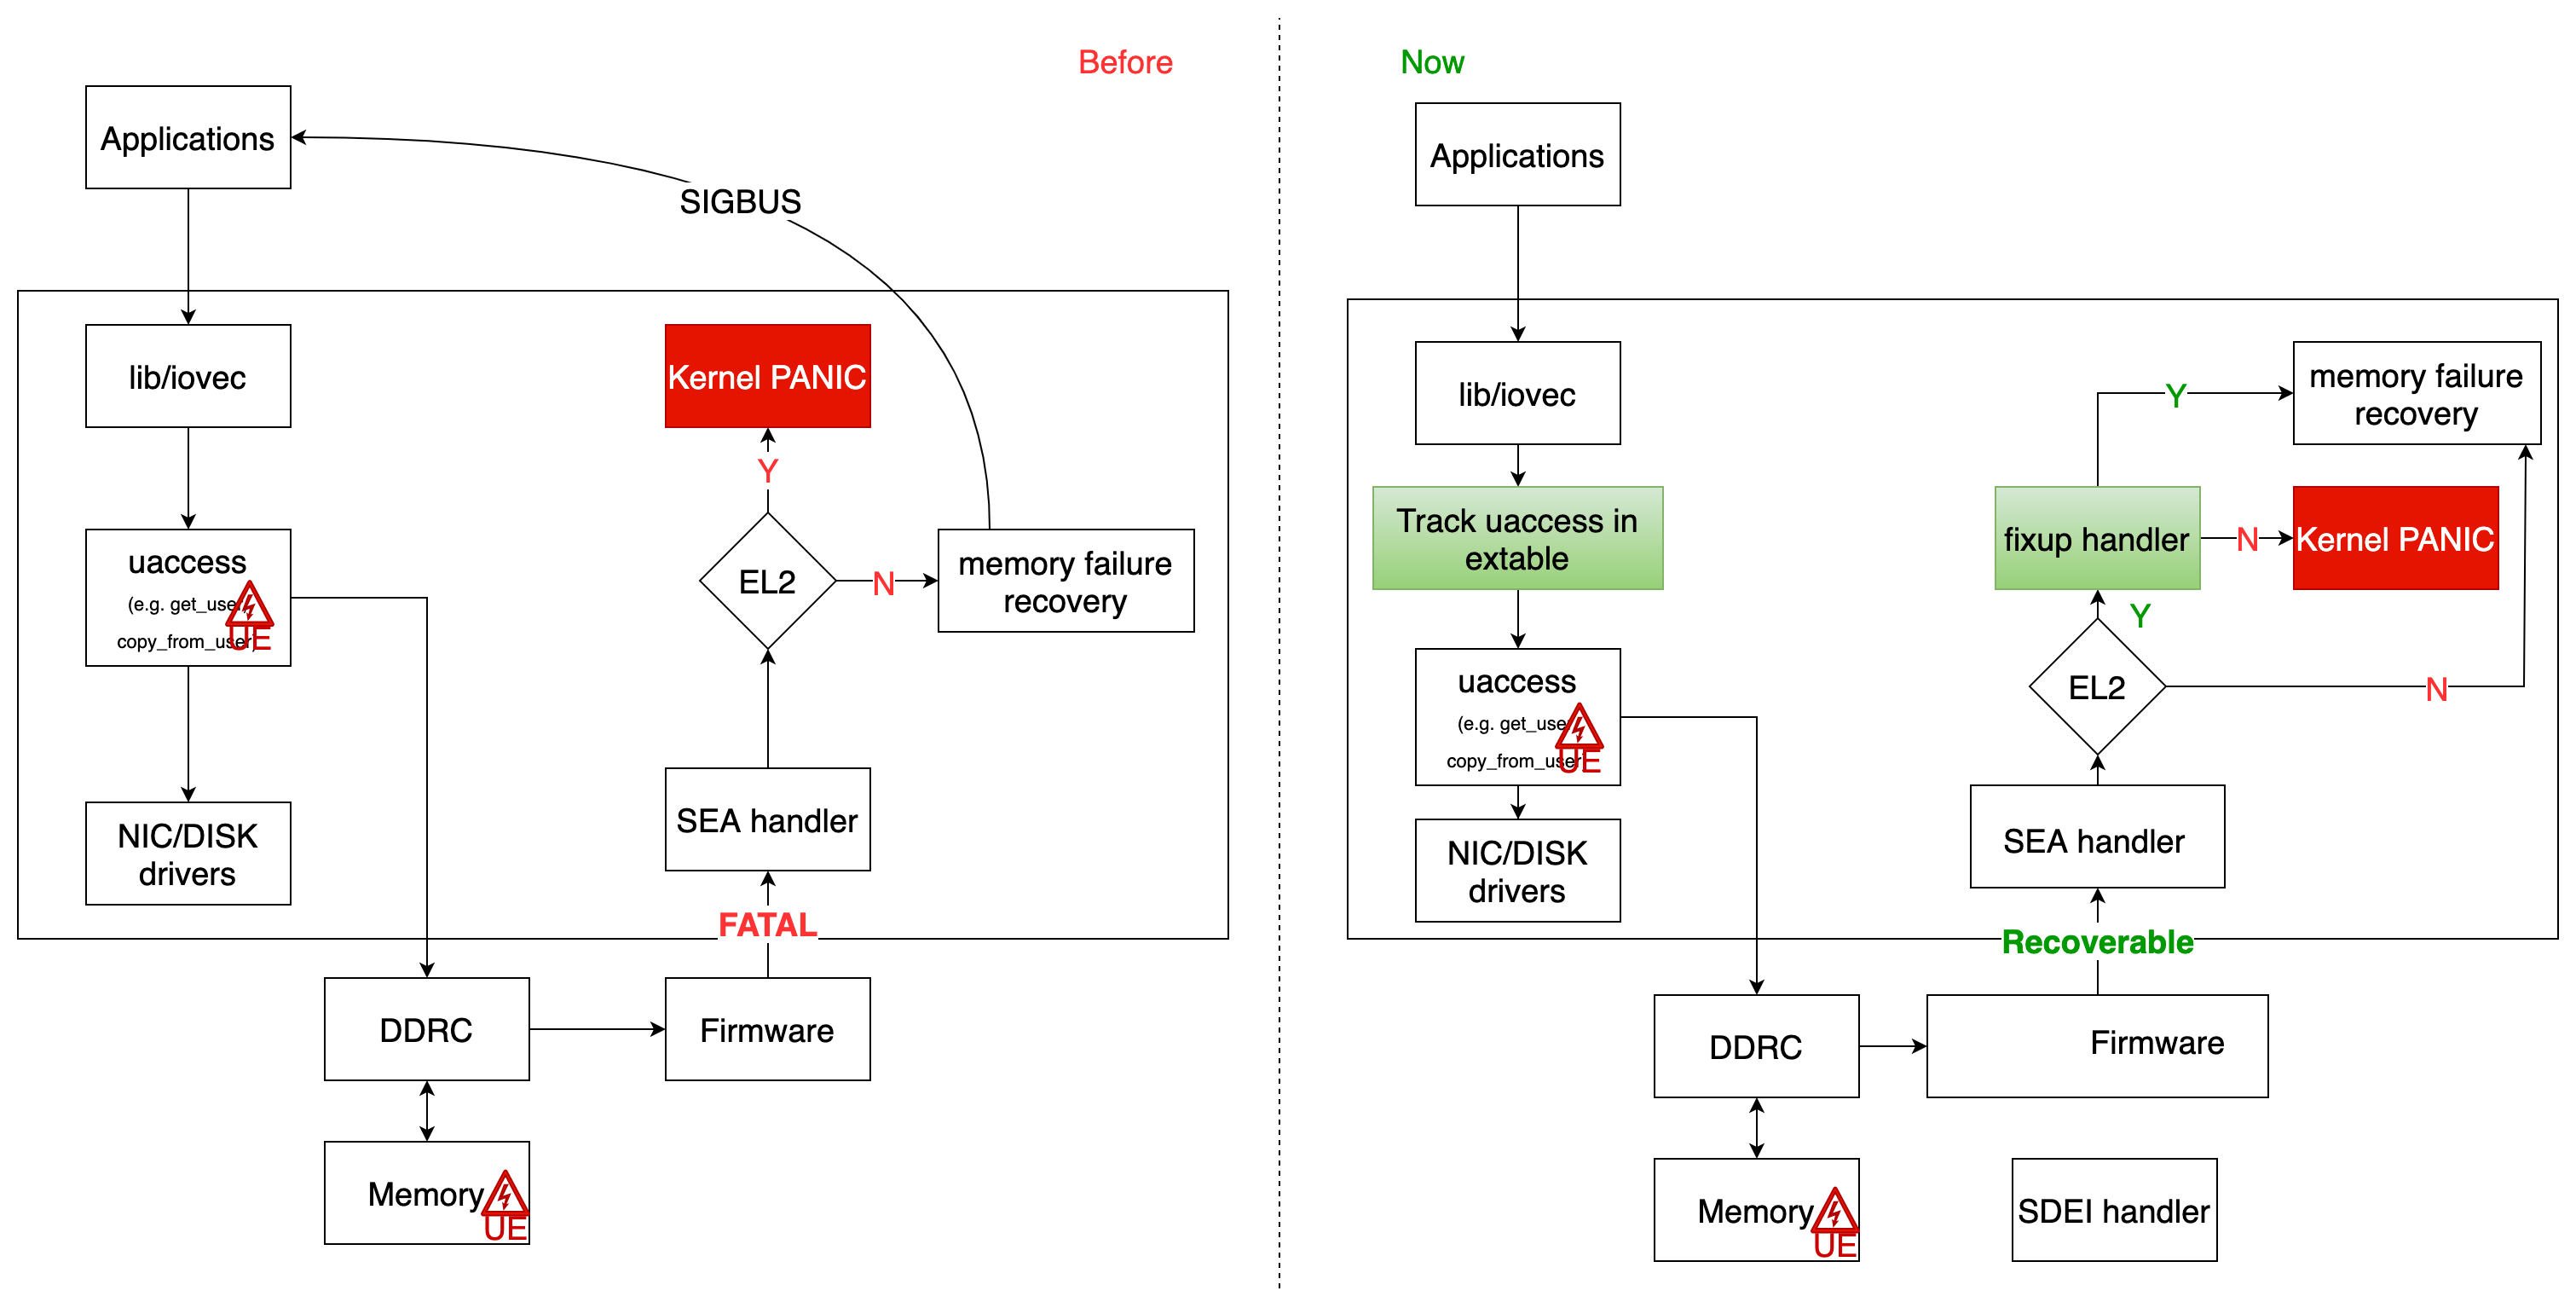 Before
Applications
SIGBUS
lib/iovec
Kernel PANIC
Y
uaccess
(e.g. get_user
copy_from_user)
UE
EL2
N
memory failure
recovery
NIC/DISK
drivers
SEA handler
FATAL
DDRC
Firmware
Memory
UE
Now
Applications
lib/iovec
Y
memory failure
recovery
Track uaccess in
extable
fixup handler
N
Kernel PANIC
Y
uaccess
(e.g. get_use
copy_from_user
UE
EL2
N
NIC/DISK
drivers
SEA handler
Recoverable
DDRC
Firmware
Memory
UE
SDEI handler